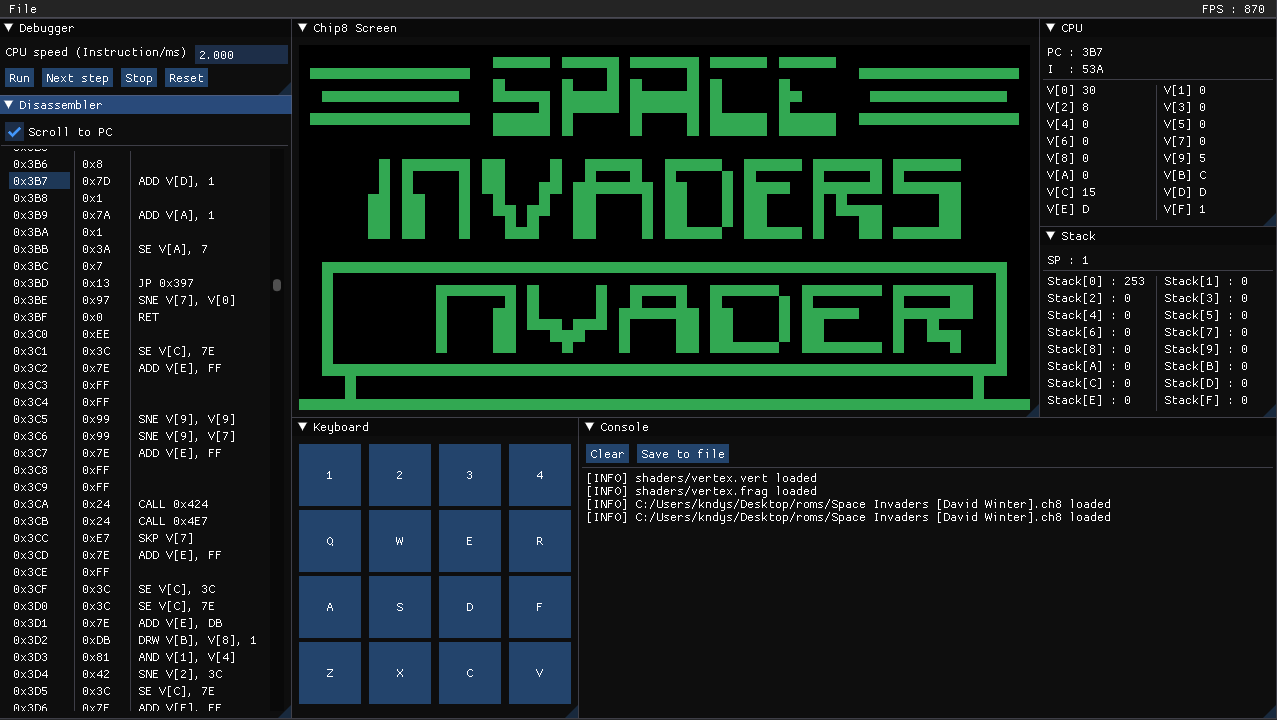 File
FPS : 870
Debugger
CPU speed (Instruction/ms) 2.000
Run Next step Stop Reset
Disassembler
Scroll to PC
0x3B6 0x8
0x3B7 0x7D ADD V[D], 1
0x3B8 0x1
0x3B9 0x7A ADD V[A], 1
0x3BA 0x1
0x3BB 0x3A SE V[A], 7
0x3BC 0x7
0x3BD 0x13 JP 0x397
0x3BE 0x97 SNE V[7], V[0]
0x3BF 0x0 RET
0x3C0 0xEE
0x3C1 0x3C SE V[C], 7E
0x3C2 0x7E ADD V[E], FF
0x3C3 0xFF
0x3C4 0xFF
0x3C5 0x99 SNE V[9], V[9]
0x3C6 0x99 SNE V[9], V[7]
0x3C7 0x7E ADD V[E], FF
0x3C8 0xFF
0x3C9 0xFF
0x3CA 0x24 CALL 0x424
0x3CB 0x24 CALL 0x4E7
0x3CC 0xE7 SKP V[7]
0x3CD 0x7E ADD V[E], FF
0x3CE 0xFF
0x3CF 0x3C SE V[C], 3C
0x3D0 0x3C SE V[C], 7E
0x3D1 0x7E ADD V[E], DB
0x3D2 0xDB DRW V[B], V[8], 1
0x3D3 0x81 AND V[1], V[4]
0x3D4 0x42 SNE V[2], 3C
0x3D5 0x3C SE V[C], 7E
0x3D6 0x7E ADD V[E], FF
Chip8 Screen
SPACE
INVADERS
NVADER
CPU
PC : 3B7
I : 53A
V[0] 30 V[1] 0
V[2] 8 V[3] 0
V[4] 0 V[5] 0
V[6] 0 V[7] 0
V[8] 0 V[9] 5
V[A] 0 V[B] C
V[C] 15 V[D] D
V[E] D V[F] 1
Stack
SP : 1
Stack[0] : 253 Stack[1] : 0
Stack[2] : 0 Stack[3] : 0
Stack[4] : 0 Stack[5] : 0
Stack[6] : 0 Stack[7] : 0
Stack[8] : 0 Stack[9] : 0
Stack[A] : 0 Stack[B] : 0
Stack[C] : 0 Stack[D] : 0
Stack[E] : 0 Stack[F] : 0
Keyboard
1 2 3 4
Q W E R
A S D F
Z X C V
Console
Clear Save to file
[INFO] shaders/vertex.vert loaded
[INFO] shaders/vertex.frag loaded
[INFO] C:/Users/kndys/Desktop/roms/Space Invaders [David Winter].ch8 loaded
[INFO] C:/Users/kndys/Desktop/roms/Space Invaders [David Winter].ch8 loaded